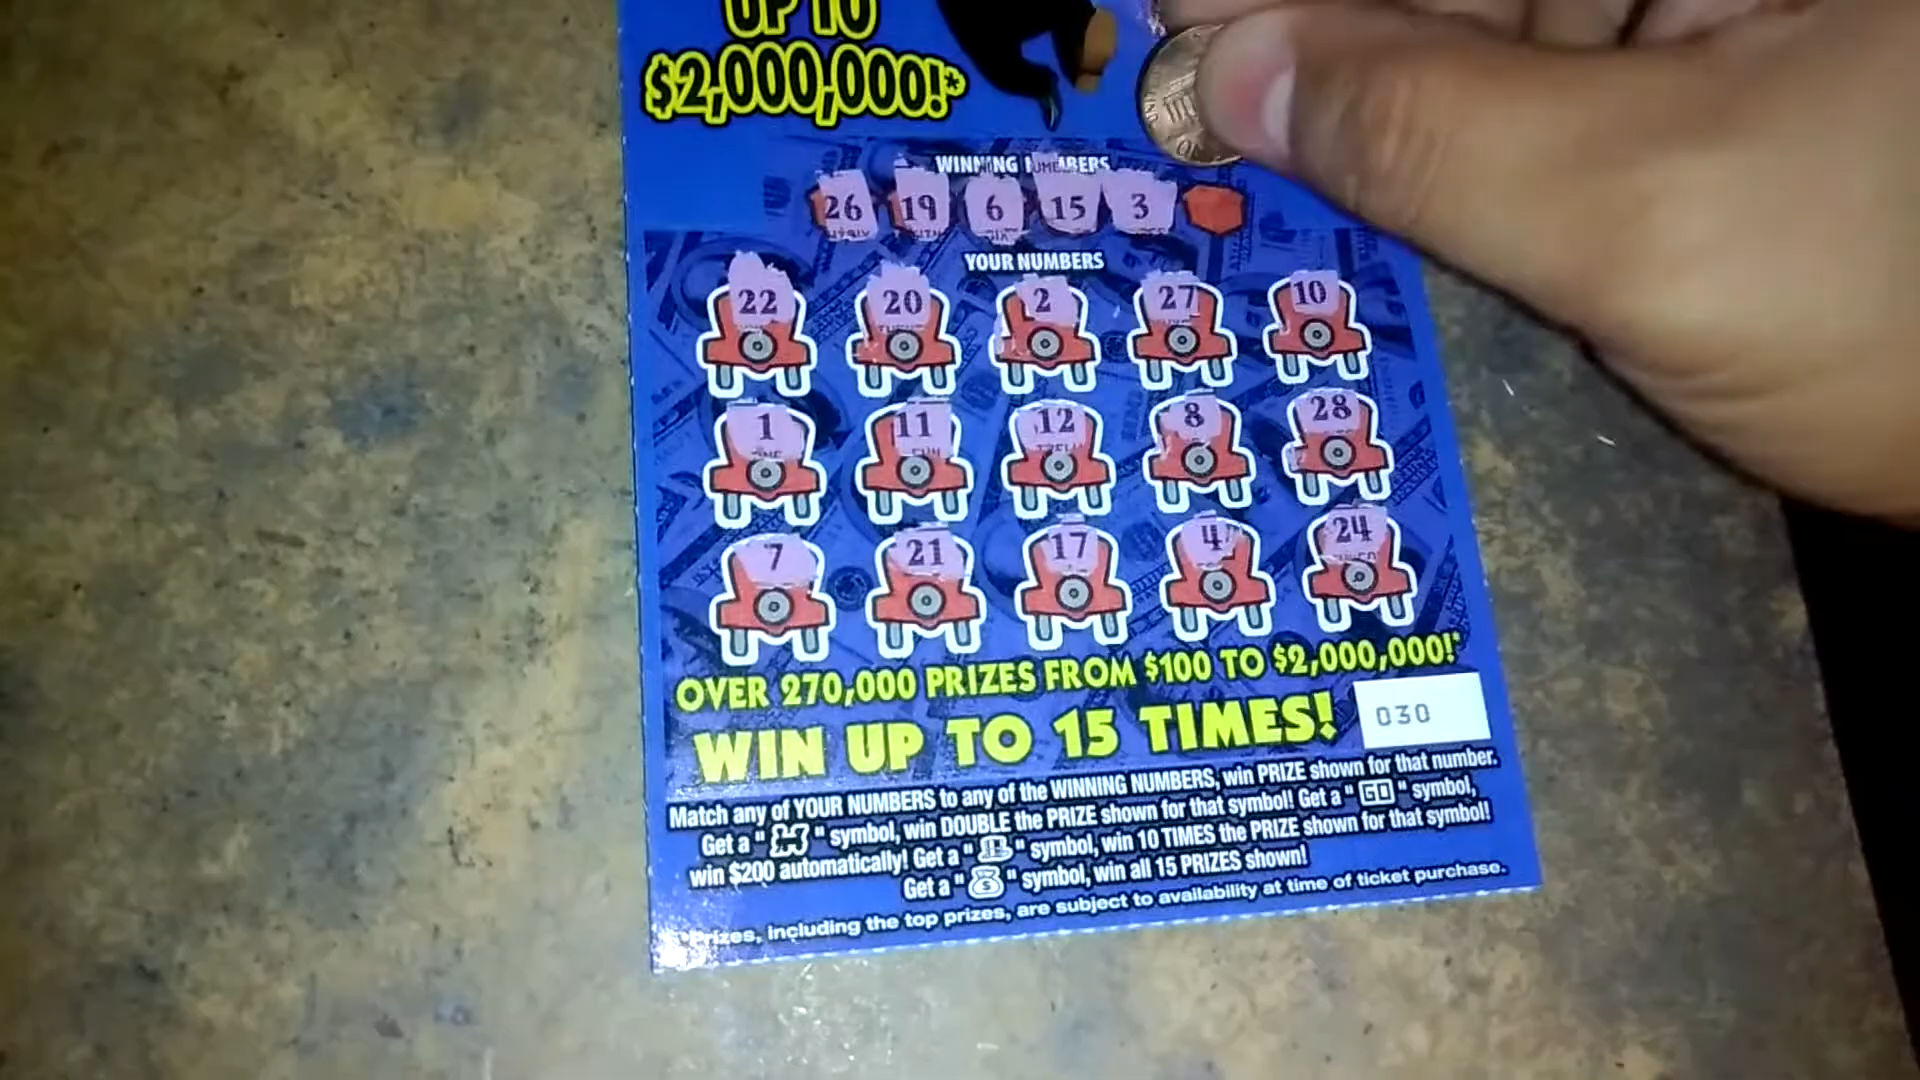 UP TO
$2,000,000!*
WINNING NUMBERS
26 19 6 15 3
YOUR NUMBERS
22 20 2 27 10
1 11 12 8 28
ONE
7 21 17 4 24
OVER 270,000 PRIZES FROM $100 TO $2,000,000!*
WIN UP TO 15 TIMES!
030
Match any of YOUR NUMBERS to any of the WINNING NUMBERS, win PRIZE shown for that number.
Get a " " symbol, win DOUBLE the PRIZE shown for that symbol! Get a " GO " symbol,
win $200 automatically! Get a " " symbol, win 10 TIMES the PRIZE shown for that symbol!
Get a " $ " symbol, win all 15 PRIZES shown!
*Prizes, including the top prizes, are subject to availability at time of ticket purchase.